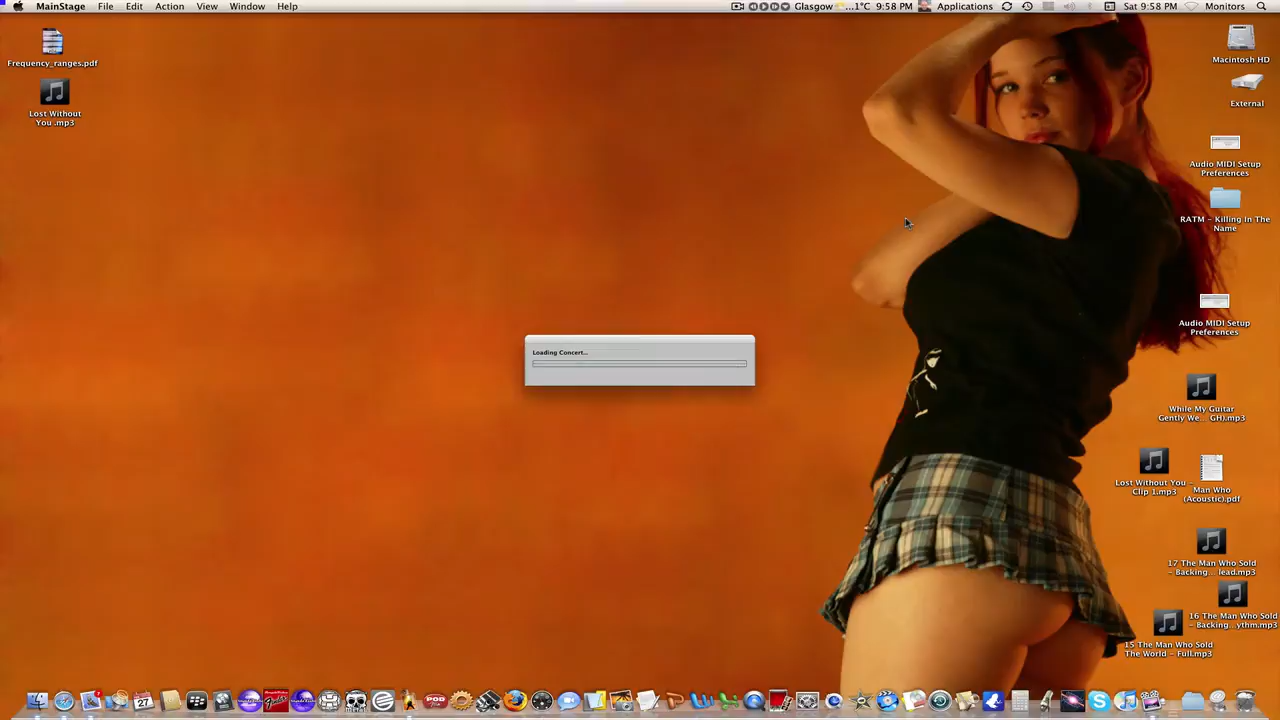 MainStage File Edit Action View Window Help
Glasgow ...1°C 9:58 PM Applications Sat 9:58 PM Monitors
Frequency_ranges.pdf
Lost Without
You .mp3
Macintosh HD
External
Audio MIDI Setup
Preferences
RATM - Killing In The
Name
Audio MIDI Setup
Preferences
Loading Concert...
While My Guitar
Gently We... GH).mp3
Lost Without You -
Clip 1.mp3
Man Who
(Acoustic).pdf
17 The Man Who Sold
- Backing... lead.mp3
16 The Man Who Sold
- Backing...ythm.mp3
15 The Man Who Sold
The World - Full.mp3
27
POD